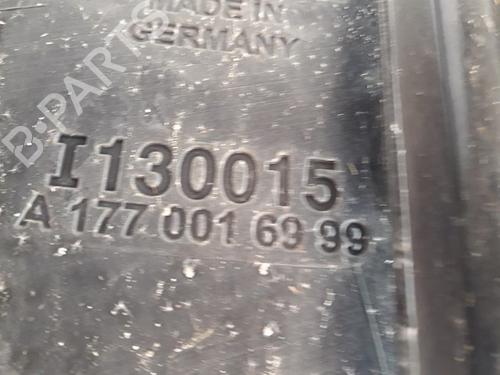 MADE IN
GERMANY
I130015
A 177 001 69 99
B-PARTS